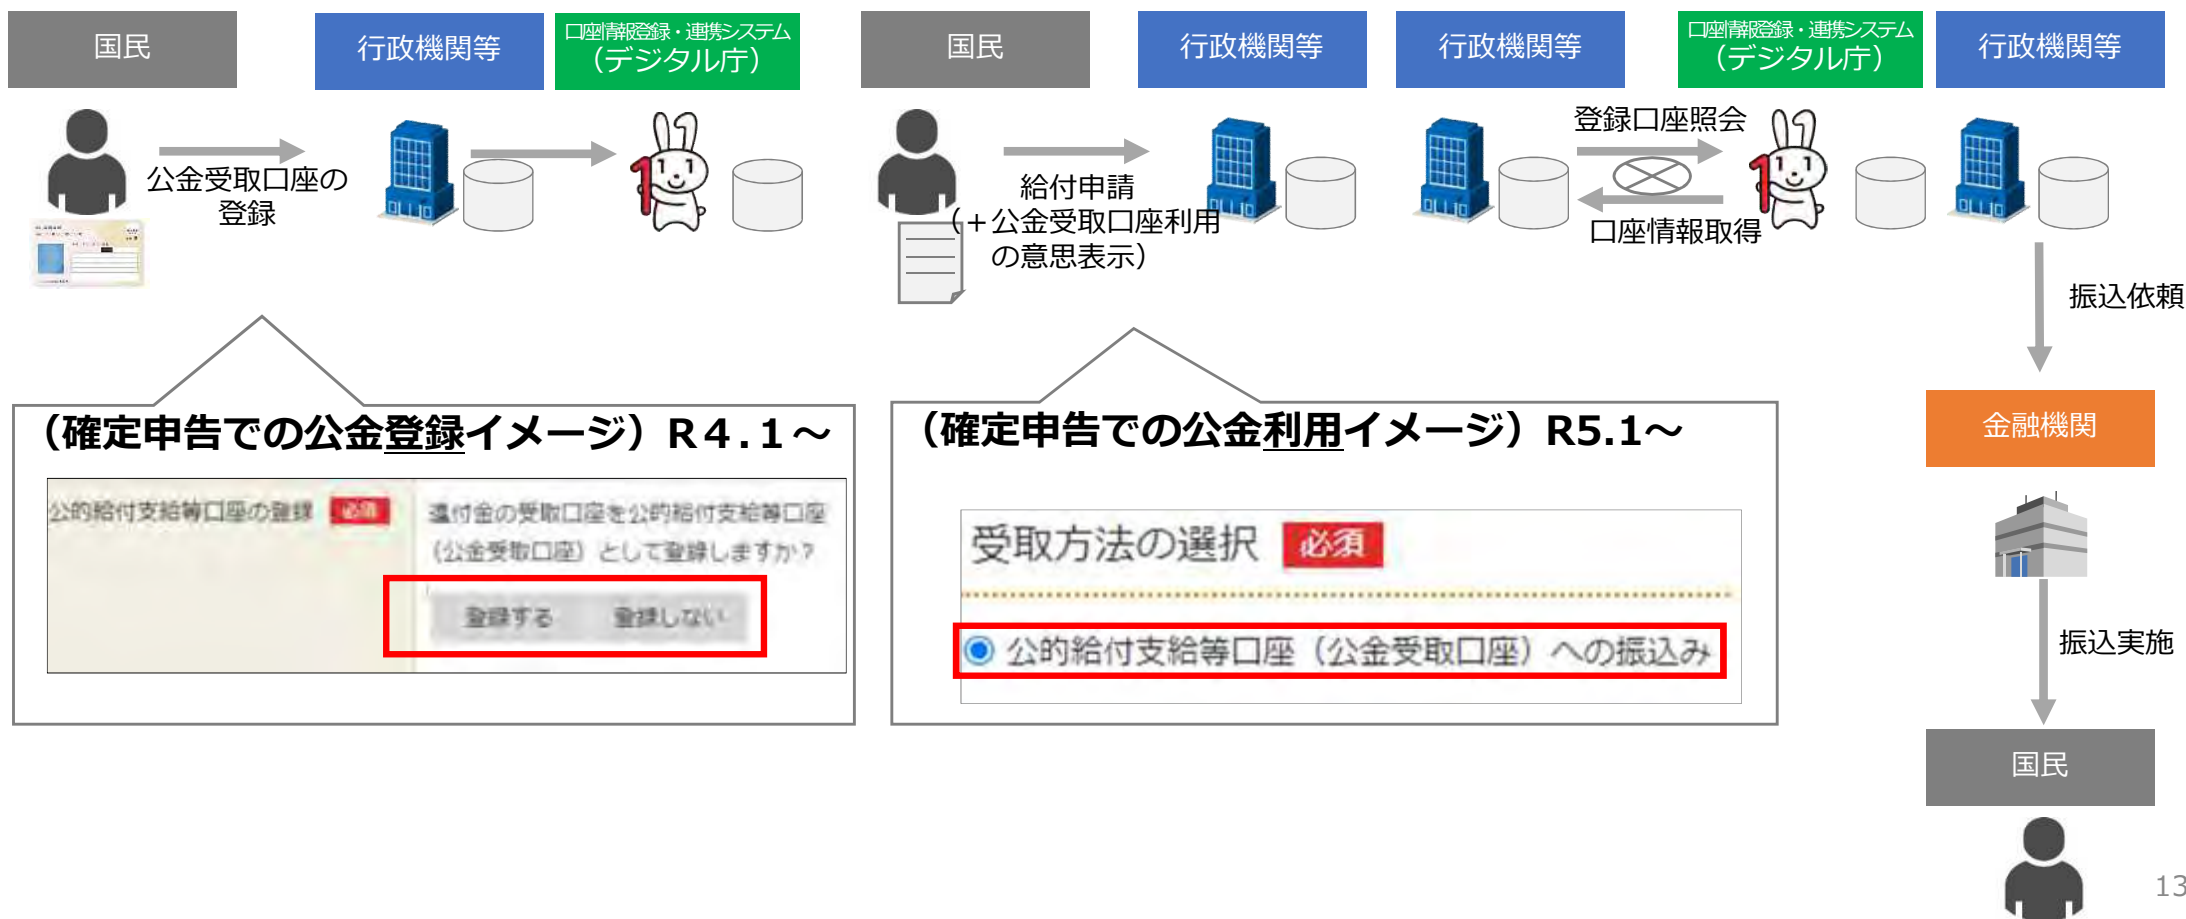 国民
行政機関等
口座情報登録・連携システム
（デジタル庁）
国民
行政機関等
行政機関等
口座情報登録・連携システム
（デジタル庁）
行政機関等
公金受取口座の
登録
給付申請
（＋公金受取口座利用
の意思表示）
登録口座照会
口座情報取得
振込依頼
（確定申告での公金登録イメージ）R４.１～
公的給付支給等口座の登録 必須
還付金の受取口座を公的給付支給等口座
（公金受取口座）として登録しますか？
登録する 登録しない
（確定申告での公金利用イメージ）R5.1～
受取方法の選択 必須
公的給付支給等口座（公金受取口座）への振込み
金融機関
振込実施
国民
13